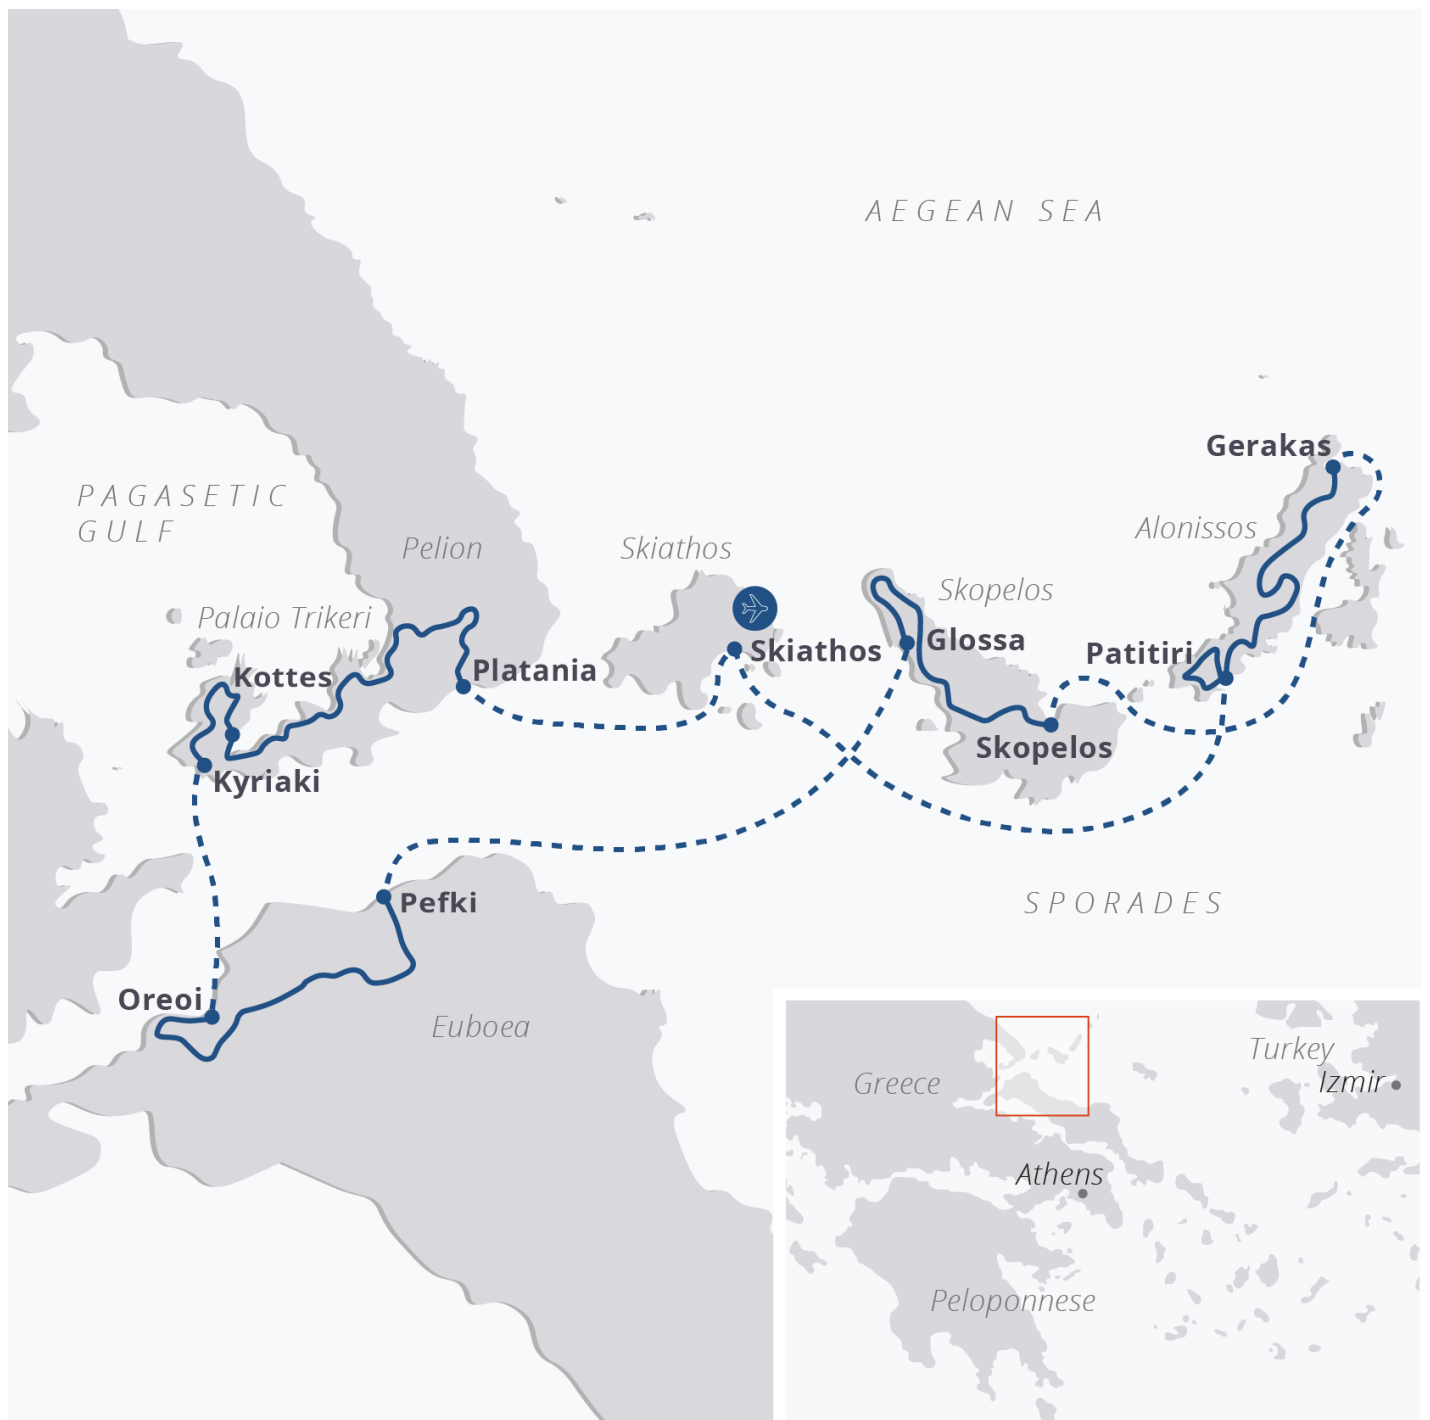 AEGEAN SEA
Gerakas
PAGASETIC
GULF
Alonissos
Pelion
Skiathos
Skopelos
Palaio Trikeri
Glossa
Skiathos
Patitiri
Platania
Kottes
Skopelos
Kyriaki
Pefki
SPORADES
Oreoi
Euboea
Turkey
Greece
Izmir
Athens
Peloponnese